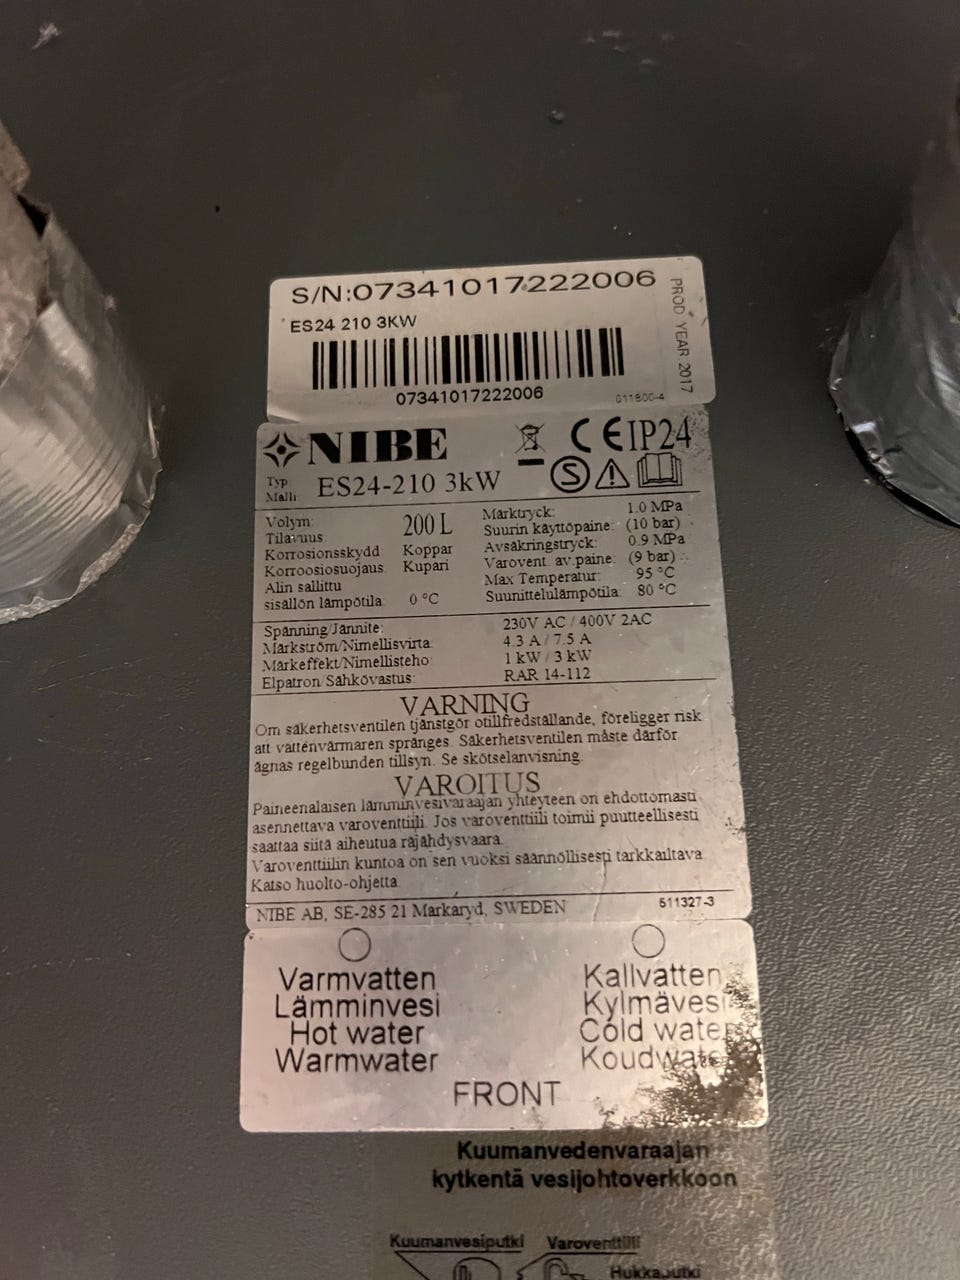 S/N:07341017222006
ES24 210 3KW
PROD YEAR 2017
07341017222006
011800-4
NIBE
CE IP24
S
Typ
Malli
ES24-210 3kW
Volym: 200 L
Tilavuus:
Korrosionsskydd Koppar
Korroosiosuojaus Kupari
Alin sallittu
sisällön lämpötila 0 °C
Märktryck: 1.0 MPa
Suurin käyttöpaine: (10 bar)
Avsäkringstryck: 0.9 MPa
Varovent. av.paine: (9 bar)
Max Temperatur: 95 °C
Suunittelulämpötila: 80 °C
Spänning/Jännite: 230V AC / 400V 2AC
Märkström/Nimellisvirta: 4.3 A / 7.5 A
Märkeffekt/Nimellisteho: 1 kW / 3 kW
Elpatron/Sähkövastus: RAR 14-112
VARNING
Om säkerhetsventilen tjänstgör otillfredställande, föreligger risk
att vattenvärmaren spränges. Säkerhetsventilen måste därför
ägnas regelbunden tillsyn. Se skötselanvisning.
VAROITUS
Paineenalaisen lämminvesivaraajan yhteyteen on ehdottomasti
asennettava varoventtiili. Jos varoventtiili toimii puutteellisesti
saattaa siitä aiheutua räjähdysvaara.
Varoventtiilin kuntoa on sen vuoksi säännöllisesti tarkkailtava
Katso huolto-ohjetta.
NIBE AB, SE-285 21 Markaryd, SWEDEN 511327-3
Varmvatten Kallvatten
Lämminvesi Kylmävesi
Hot water Cold water
Warmwater Koudwater
FRONT
Kuumanvedenvaraajan
kytkentä vesijohtoverkkoon
Kuumanvesiputki Varoventtiili
Hukkaputki